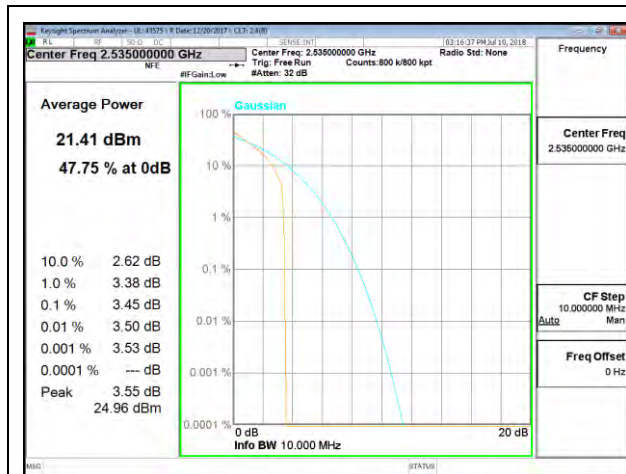 Keysight Spectrum Analyzer - UL: 43575 | R Date: 12/20/2017 | CLT: 2.4(B)
RL RF 50 Ω DC SENSE:INT 03:16:37 PM Jul 10, 2018
Center Freq 2.535000000 GHz
NFE
#IFGain:Low
Center Freq: 2.535000000 GHz
Trig: Free Run Counts:800 k/800 kpt
#Atten: 32 dB
Radio Std: None
Average Power
21.41 dBm
47.75 % at 0dB
10.0 % 2.62 dB
1.0 % 3.38 dB
0.1 % 3.45 dB
0.01 % 3.50 dB
0.001 % 3.53 dB
0.0001 % --- dB
Peak 3.55 dB
24.96 dBm
Gaussian
100 %
10 %
1 %
0.1 %
0.01 %
0.001 %
0.0001 %
0 dB 20 dB
Info BW 10.000 MHz
Frequency
Center Freq
2.535000000 GHz
CF Step
10.000000 MHz
Auto Man
Freq Offset
0 Hz
MSG STATUS